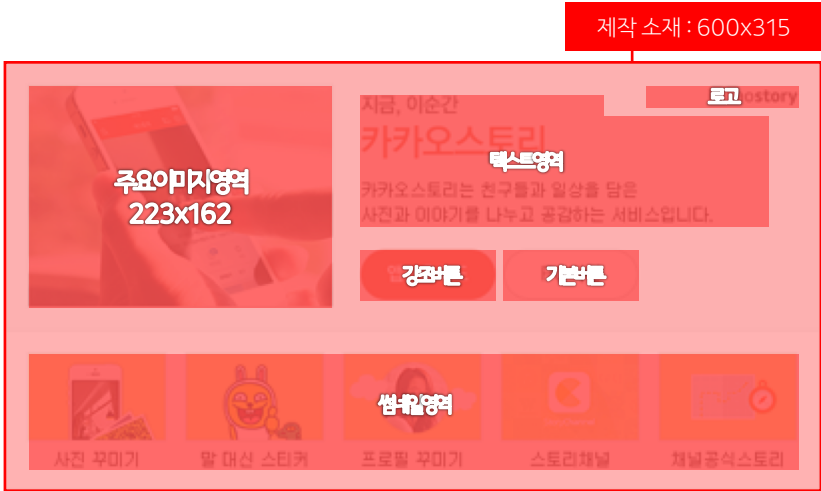 제작 소재 : 600x315
로고
ostory
지금, 이순간
카카오스토리
텍스트영역
카카오스토리는 친구들과 일상을 담은
사진과 이야기를 나누고 공감하는 서비스입니다.
주요이미지영역
223x162
강조버튼
기본버튼
썸네일영역
사진 꾸미기
말 대신 스티커
프로필 꾸미기
스토리채널
채널공식스토리